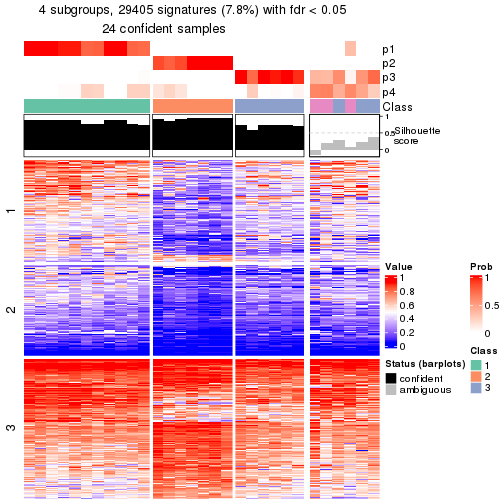 4 subgroups, 29405 signatures (7.8%) with fdr < 0.05
24 confident samples
p1
p2
p3
p4
Class
1
0.5
0
Silhouette
score
1
2
3
Value
1
0.8
0.6
0.4
0.2
0
Prob
1
0.5
0
Status (barplots)
confident
ambiguous
Class
1
2
3